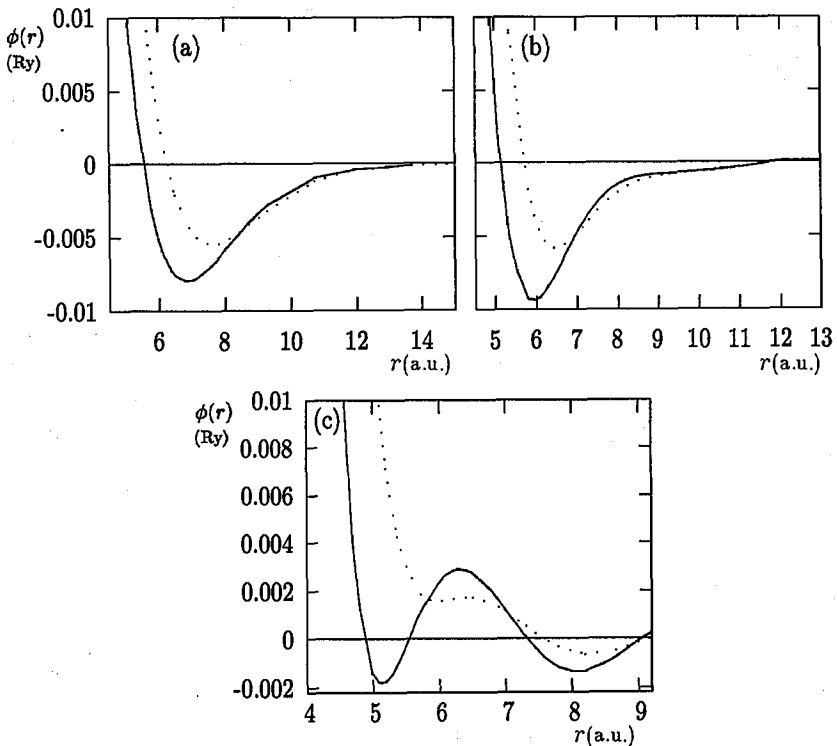 ϕ(r)
(Ry)
0.01
0.005
0
-0.005
-0.01
(a)
6 8 10 12 14
r(a.u.)
(b)
5 6 7 8 9 10 11 12 13
r(a.u.)
ϕ(r)
(Ry)
0.01
0.008
0.006
0.004
0.002
0
-0.002
(c)
4 5 6 7 8 9
r(a.u.)